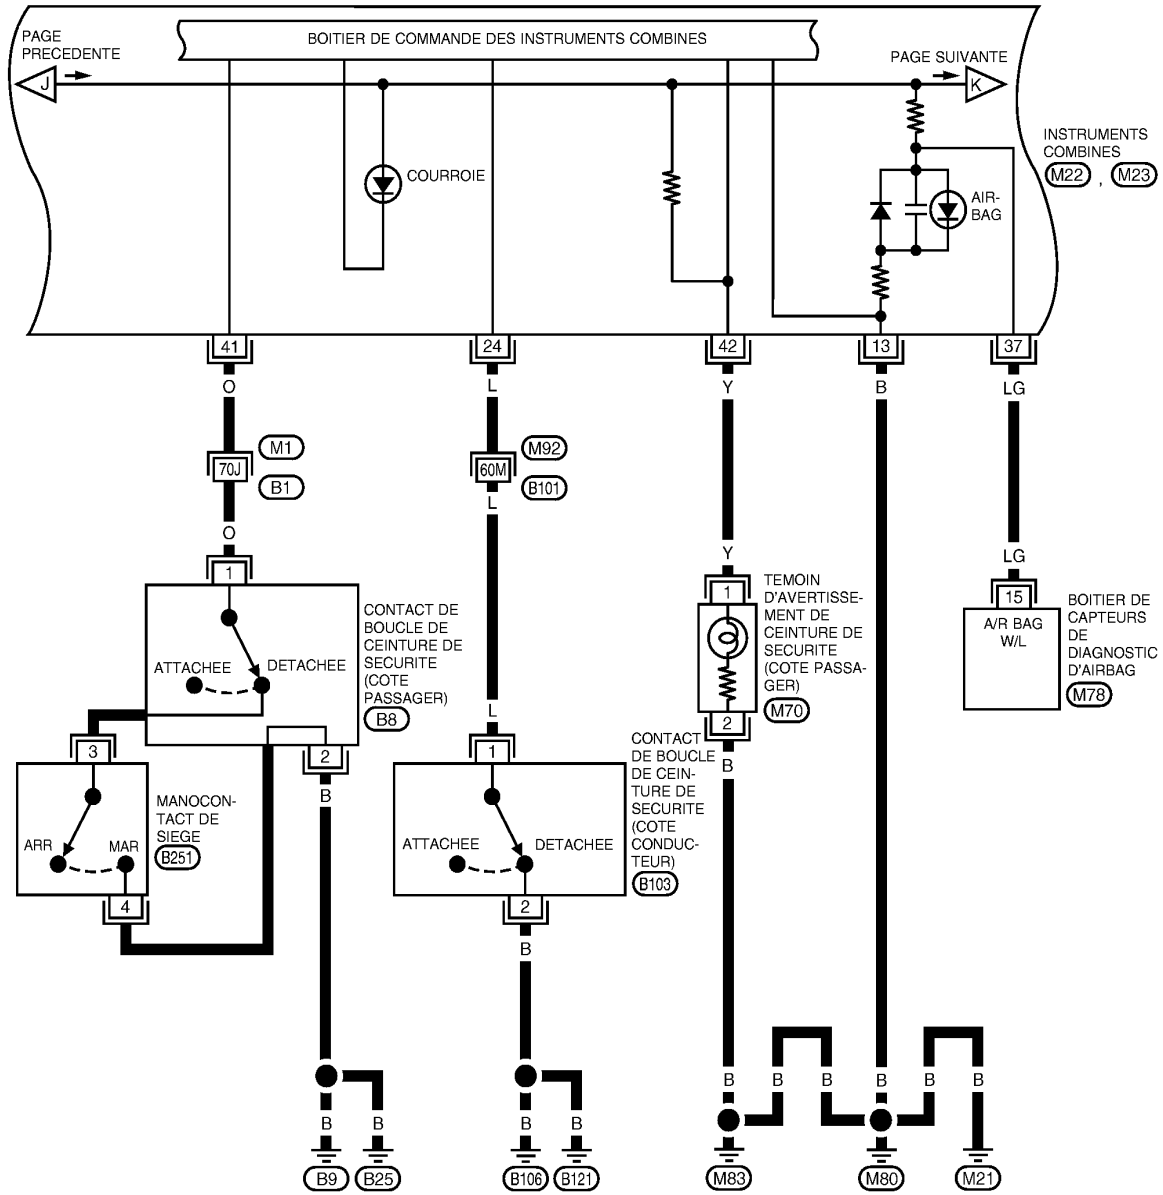 PAGE
PRECEDENTE
J
BOITIER DE COMMANDE DES INSTRUMENTS COMBINES
PAGE SUIVANTE
K
INSTRUMENTS
COMBINES
M22 , M23
COURROIE
AIR-
BAG
41
24
42
13
37
O
L
Y
B
LG
M1
70J
B1
M92
60M
B101
O
L
Y
LG
1
CONTACT DE
BOUCLE DE
CEINTURE DE
SECURITE
(COTE
PASSAGER)
B8
ATTACHEE
DETACHEE
L
1
TEMOIN
D'AVERTISSE-
MENT DE
CEINTURE DE
SECURITE
(COTE PASSA-
GER)
M70
2
B
15
A/R BAG
W/L
BOITIER DE
CAPTEURS
DE
DIAGNOSTIC
D'AIRBAG
M78
3
2
B
MANOCON-
TACT DE
SIEGE
B251
ARR
MAR
4
1
CONTACT
DE BOUCLE
DE CEIN-
TURE DE
SECURITE
(COTE
CONDUC-
TEUR)
B103
ATTACHEE
DETACHEE
2
B
B
B
B
B
B
B
B
B
B
B
B9
B25
B106
B121
M83
M80
M21